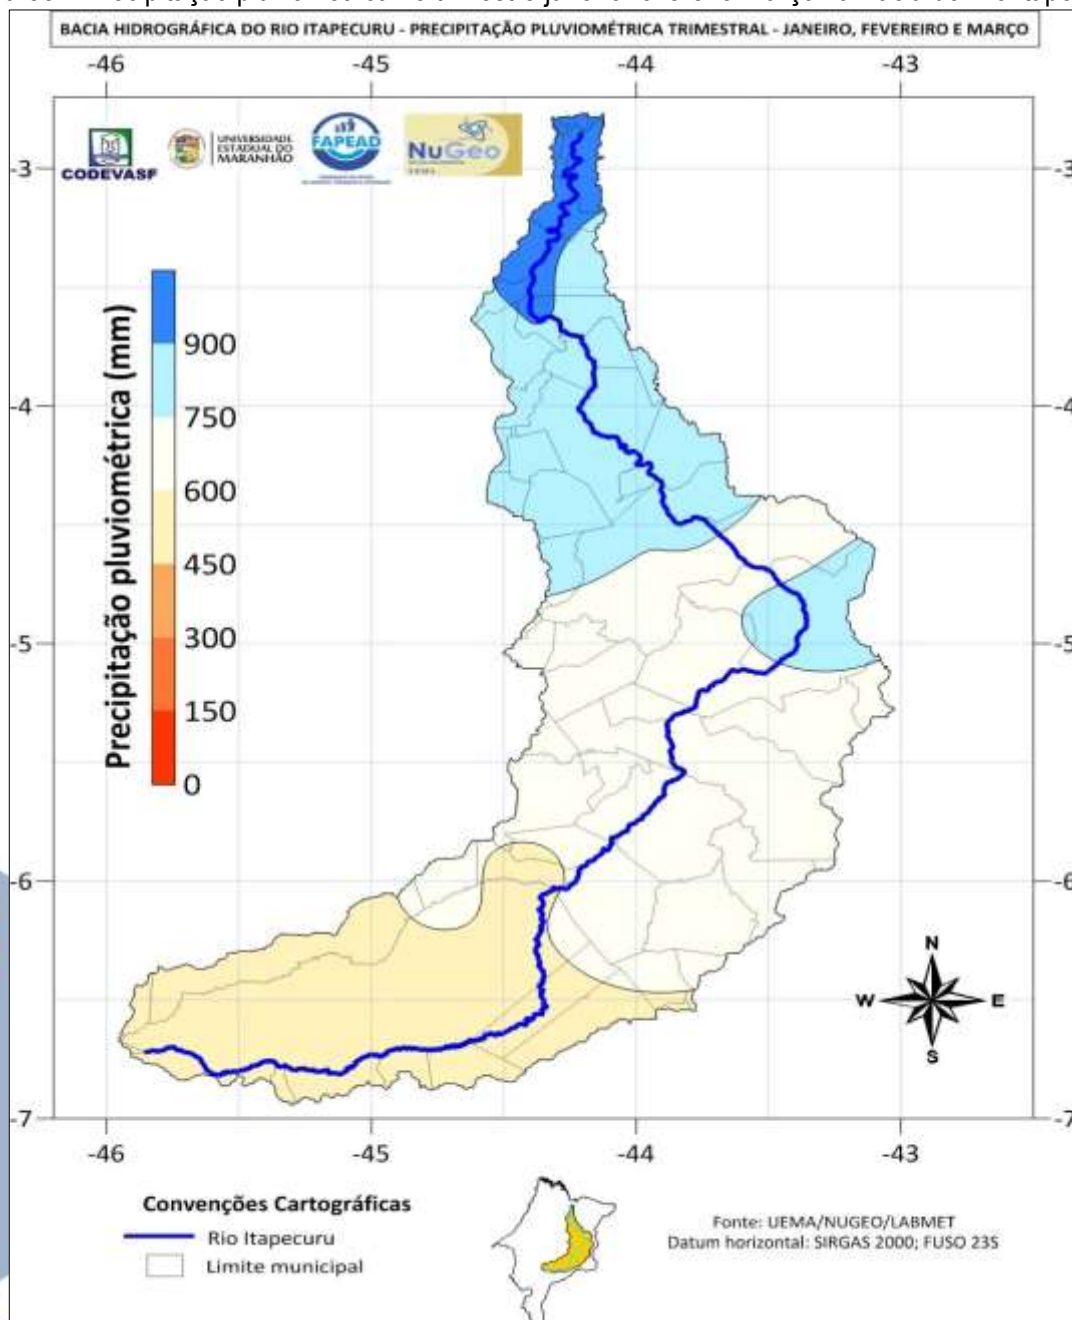 BACIA HIDROGRÁFICA DO RIO ITAPECURU - PRECIPITAÇÃO PLUVIOMÉTRICA TRIMESTRAL - JANEIRO, FEVEREIRO E MARÇO
-46 -45 -44 -43
CODEVASF
UNIVERSIDADE
ESTADUAL DO
MARANHÃO
FAPEAD
NuGeo
-3 -3
-4 -4
-5 -5
-6 -6
-7 -7
Precipitação pluviométrica (mm)
900
750
600
450
300
150
0
N
W E
S
-46 -45 -44 -43
Convenções Cartográficas
Rio Itapecuru
Limite municipal
Fonte: UEMA/NUGEO/LABMET
Datum horizontal: SIRGAS 2000; FUSO 23S